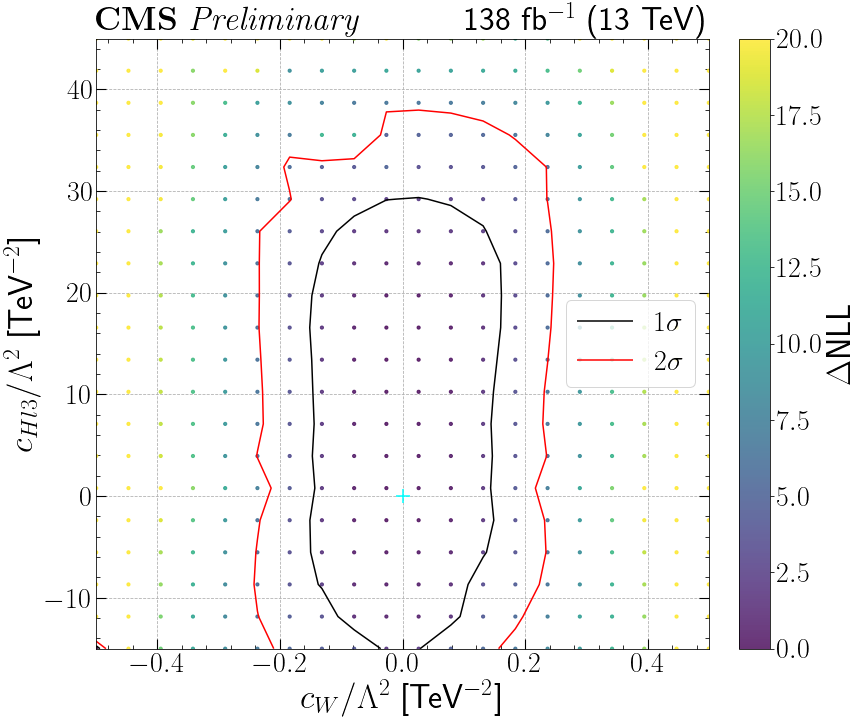 CMS Preliminary 138 fb⁻¹ (13 TeV)
c_{Hl3}/Λ² [TeV⁻²]
40
30
20
10
0
−10
−0.4 −0.2 0.0 0.2 0.4
c_W/Λ² [TeV⁻²]
1σ
2σ
20.0
17.5
15.0
12.5
10.0
7.5
5.0
2.5
0.0
ΔNLL